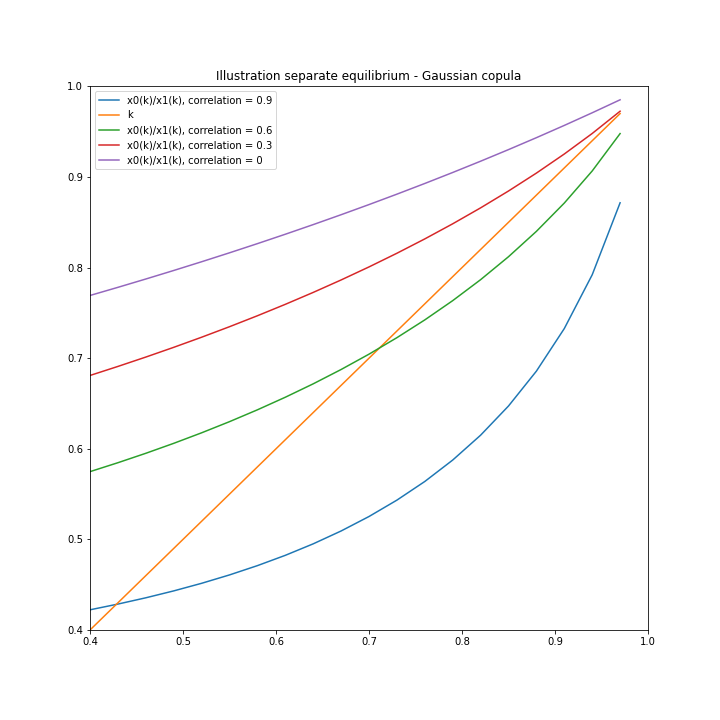 Illustration separate equilibrium - Gaussian copula
1.0
x0(k)/x1(k), correlation = 0.9
k
x0(k)/x1(k), correlation = 0.6
x0(k)/x1(k), correlation = 0.3
x0(k)/x1(k), correlation = 0
0.9
0.8
0.7
0.6
0.5
0.4
0.4 0.5 0.6 0.7 0.8 0.9 1.0